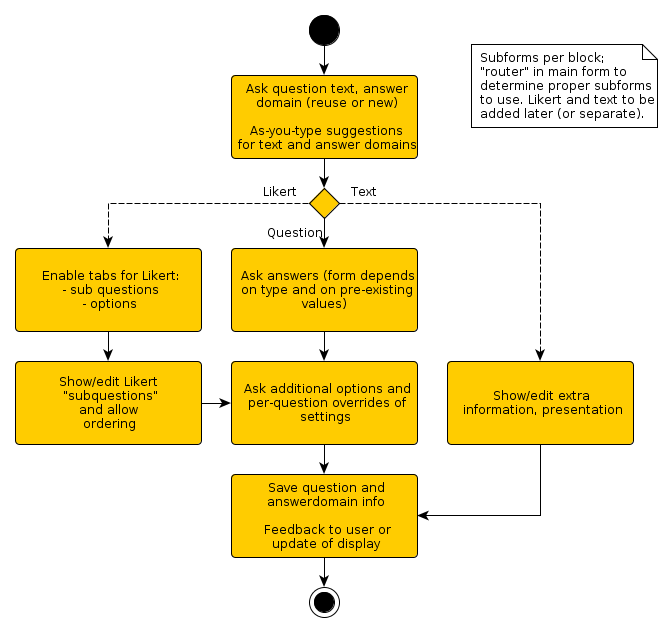 Subforms per block;
"router" in main form to
determine proper subforms
to use. Likert and text to be
added later (or separate).
Ask question text, answer
domain (reuse or new)
As-you-type suggestions
for text and answer domains
Likert
Text
Question
Enable tabs for Likert:
- sub questions
- options
Ask answers (form depends
on type and on pre-existing
values)
Show/edit Likert
"subquestions"
and allow
ordering
Ask additional options and
per-question overrides of
settings
Show/edit extra
information, presentation
Save question and
answerdomain info
Feedback to user or
update of display